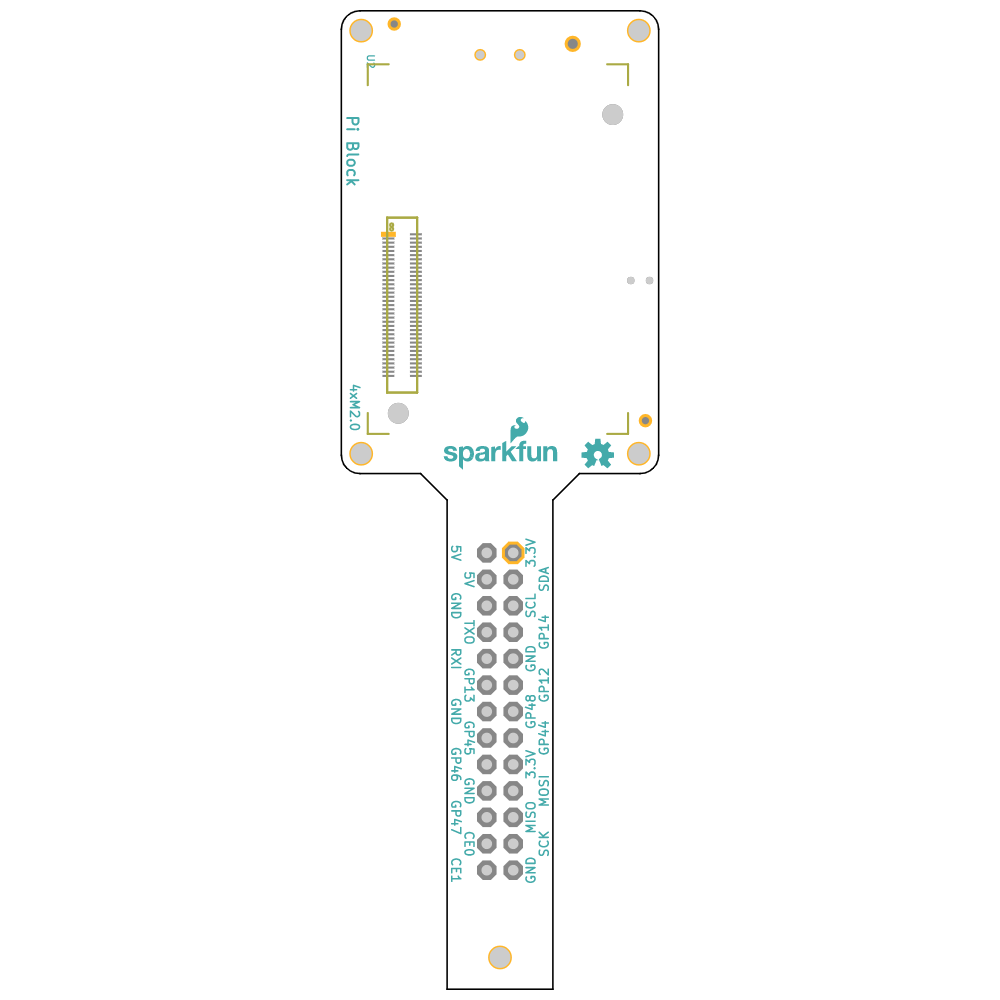 U2
Pi Block
4xM2.0
sparkfun
5V
3.3V
5V
SDA
GND
SCL
TXO
GP14
RXI
GND
GP13
GP12
GND
GP48
GP45
GP44
GP46
3.3V
GND
MOSI
GP47
MISO
CE0
SCK
CE1
GND